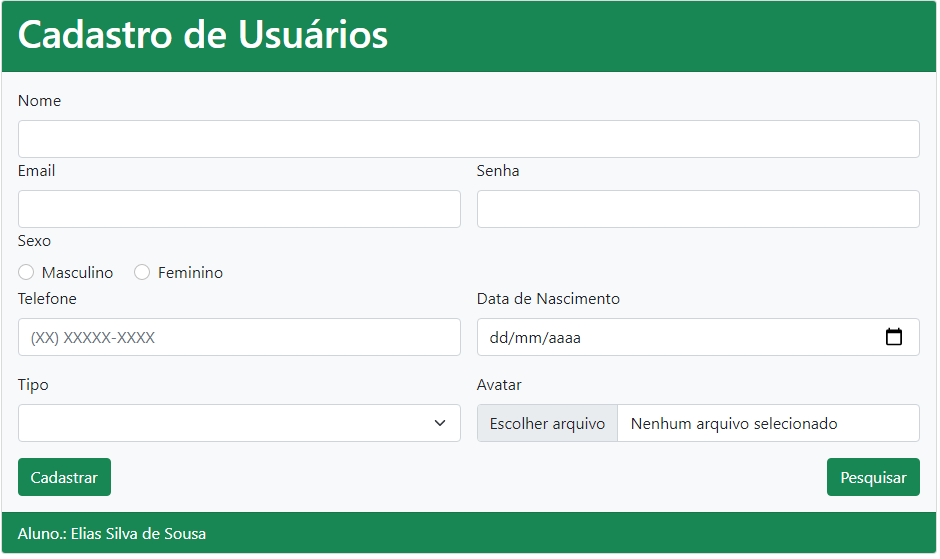 Cadastro de Usuários
Nome
Email Senha
Sexo
Masculino Feminino
Telefone Data de Nascimento
(XX) XXXXX-XXXX dd/mm/aaaa
Tipo Avatar
Escolher arquivo Nenhum arquivo selecionado
Cadastrar Pesquisar
Aluno.: Elias Silva de Sousa